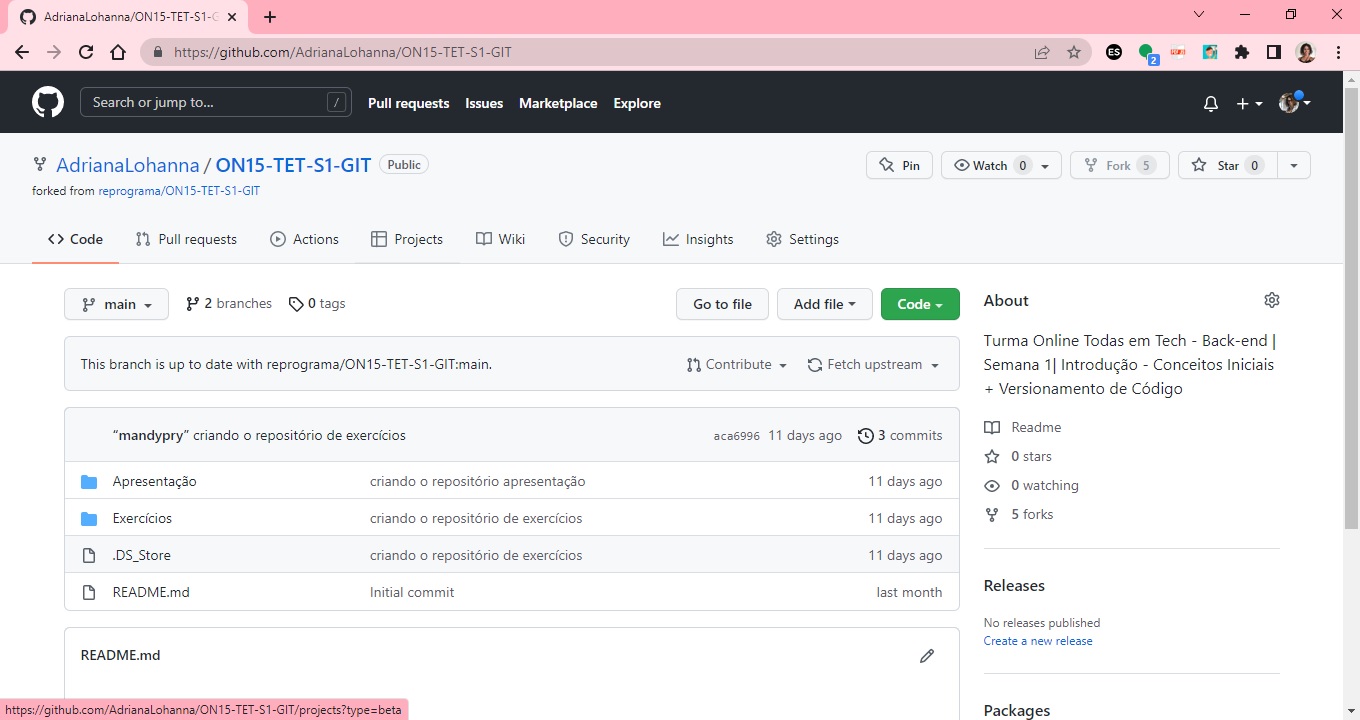 AdrianaLohanna/ON15-TET-S1-G
https://github.com/AdrianaLohanna/ON15-TET-S1-GIT
ES
2
Search or jump to...
/
Pull requests
Issues
Marketplace
Explore
AdrianaLohanna / ON15-TET-S1-GIT
Public
forked from reprograma/ON15-TET-S1-GIT
Pin
Watch 0
Fork 5
Star 0
Code
Pull requests
Actions
Projects
Wiki
Security
Insights
Settings
main
2 branches
0 tags
Go to file
Add file
Code
This branch is up to date with reprograma/ON15-TET-S1-GIT:main.
Contribute
Fetch upstream
“mandypry” criando o repositório de exercícios
aca6996 11 days ago
3 commits
Apresentação criando o repositório apresentação 11 days ago
Exercícios criando o repositório de exercícios 11 days ago
.DS_Store criando o repositório de exercícios 11 days ago
README.md Initial commit last month
README.md
About
Turma Online Todas em Tech - Back-end |
Semana 1| Introdução - Conceitos Iniciais
+ Versionamento de Código
Readme
0 stars
0 watching
5 forks
Releases
No releases published
Create a new release
Packages
https://github.com/AdrianaLohanna/ON15-TET-S1-GIT/projects?type=beta